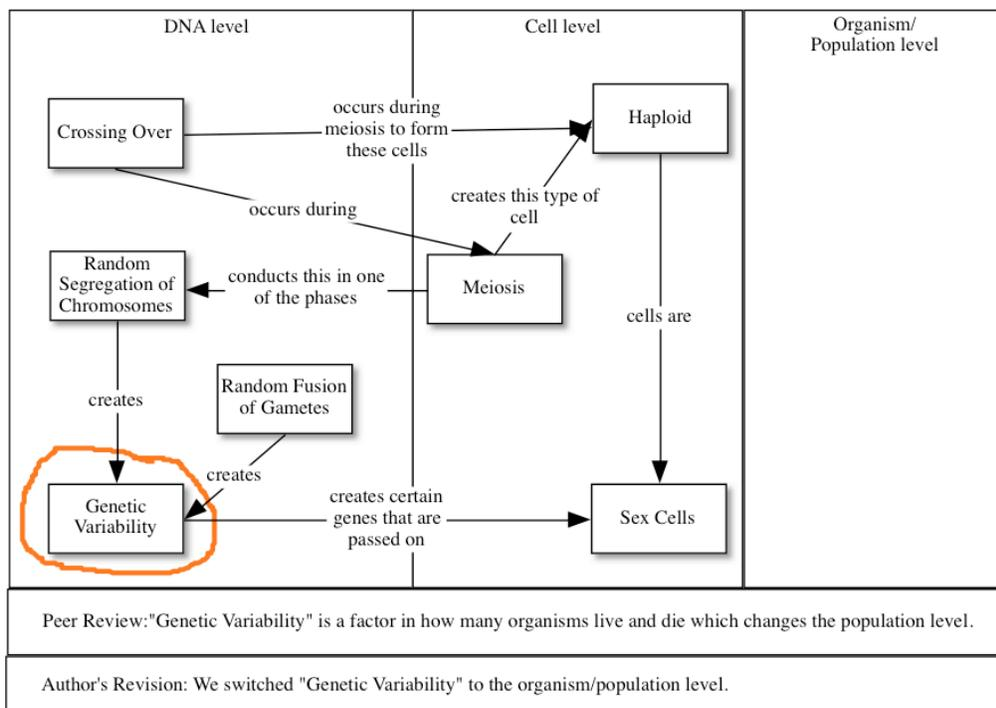 DNA level
Cell level
Organism/
Population level
Crossing Over
occurs during
meiosis to form
these cells
Haploid
creates this type of
cell
occurs during
Random
Segregation of
Chromosomes
conducts this in one
of the phases
Meiosis
cells are
Random Fusion
of Gametes
creates
creates
Genetic
Variability
creates certain
genes that are
passed on
Sex Cells
Peer Review:"Genetic Variability" is a factor in how many organisms live and die which changes the population level.
Author's Revision: We switched "Genetic Variability" to the organism/population level.